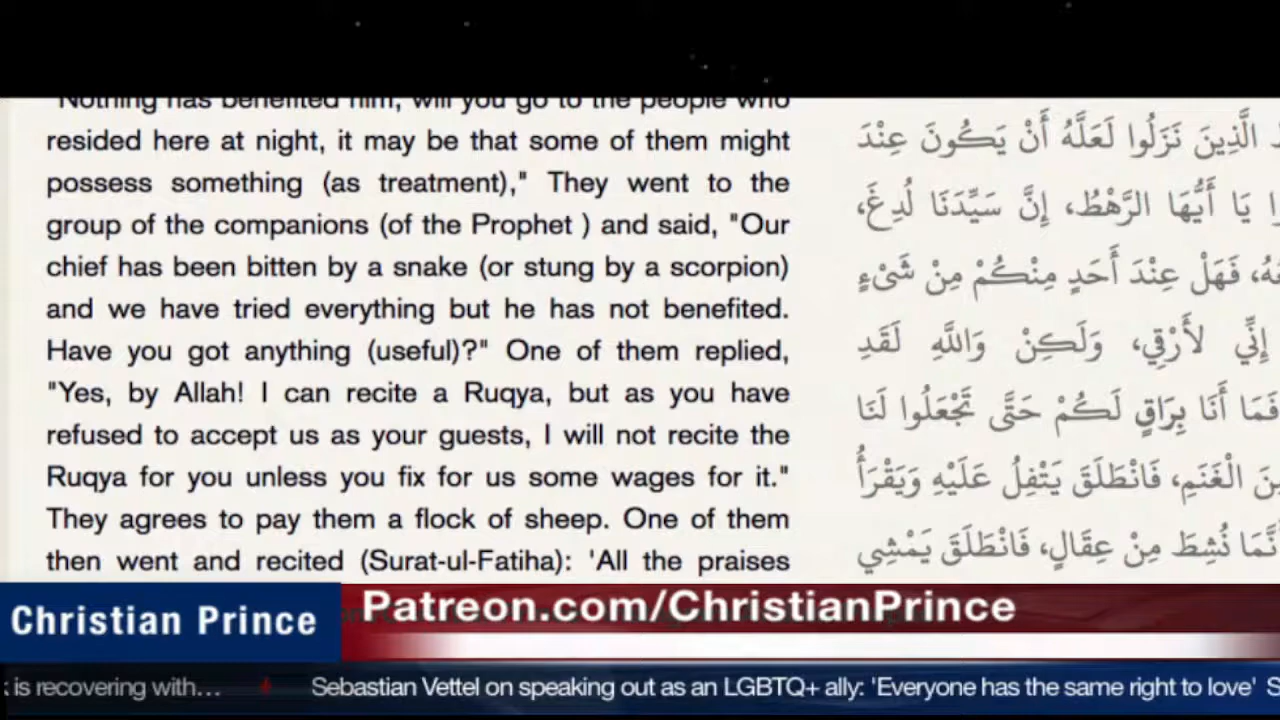 "Nothing has benefited him, will you go to the people who
resided here at night, it may be that some of them might
possess something (as treatment)," They went to the
group of the companions (of the Prophet ) and said, "Our
chief has been bitten by a snake (or stung by a scorpion)
and we have tried everything but he has not benefited.
Have you got anything (useful)?" One of them replied,
"Yes, by Allah! I can recite a Ruqya, but as you have
refused to accept us as your guests, I will not recite the
Ruqya for you unless you fix for us some wages for it."
They agrees to pay them a flock of sheep. One of them
then went and recited (Surat-ul-Fatiha): 'All the praises
الَّذِينَ نَزَلُوا لَعَلَّهُ أَنْ يَكُونَ عِنْدَ
يَا أَيُّهَا الرَّهْطُ، إِنَّ سَيِّدَنَا لُدِغَ،
فَهَلْ عِنْدَ أَحَدٍ مِنْكُمْ مِنْ شَىْءٍ
إِنِّي لأَرْقِي، وَلَكِنْ وَاللَّهِ لَقَدِ
فَمَا أَنَا بِرَاقٍ لَكُمْ حَتَّى تَجْعَلُوا لَنَا
الْغَنَمِ، فَانْطَلَقَ يَتْفِلُ عَلَيْهِ وَيَقْرَأُ
نُشِطَ مِنْ عِقَالٍ، فَانْطَلَقَ يَمْشِي
Christian Prince
Patreon.com/ChristianPrince
is recovering with... Sebastian Vettel on speaking out as an LGBTQ+ ally: 'Everyone has the same right to love' S